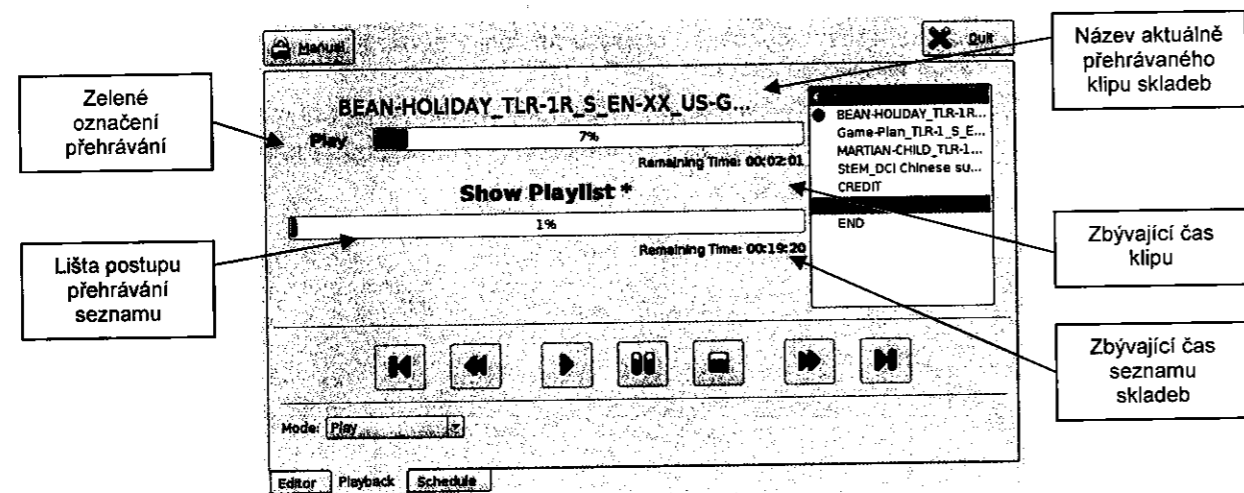 Manual
Quit
Název aktuálně
přehrávaného
klipu skladeb
Zelené
označení
přehrávání
BEAN-HOLIDAY_TLR-1R_S_EN-XX_US-G...
Play
7%
Remaining Time: 00:02:01
BEAN-HOLIDAY_TLR-1R...
Game-Plan_TLR-1_S_E...
MARTIAN-CHILD_TLR-1...
StEM_DCI Chinese su...
CREDIT
END
Show Playlist *
1%
Remaining Time: 00:19:20
Zbývající čas
klipu
Lišta postupu
přehrávání
seznamu
Zbývající čas
seznamu
skladeb
Mode: Play
Editor
Playback
Schedule